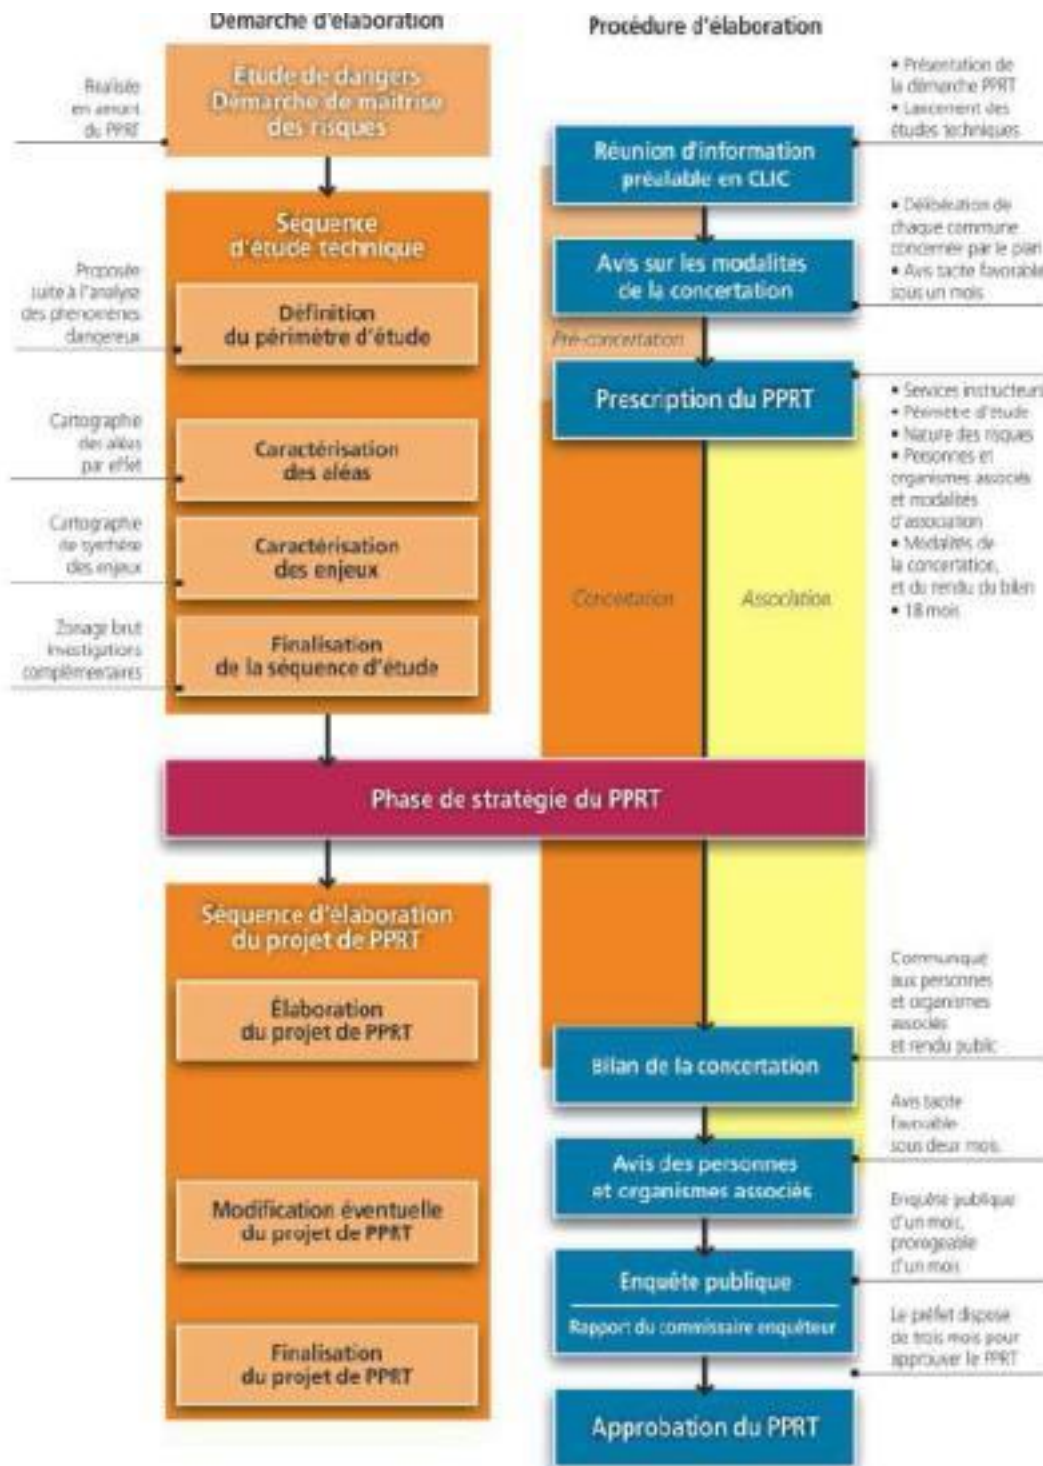 Démarche d'élaboration
Étude de dangers
Démarche de maîtrise
des risques
Réalisée
en amont
du PPRT
Séquence
d'étude technique
Proposée
suite à l'analyse
des phénomènes
dangereux
Définition
du périmètre d'étude
Cartographie
des aléas
par effet
Caractérisation
des aléas
Cartographie
de synthèse
des enjeux
Caractérisation
des enjeux
Zonage brut
Investigations
complémentaires
Finalisation
de la séquence d'étude
Procédure d'élaboration
Réunion d'information
préalable en CLIC
• Présentation de
la démarche PPRT
• Lancement des
études techniques
Avis sur les modalités
de la concertation
• Délibération de
chaque commune
concernée par le plan
• Avis tacite favorable
sous un mois
Pré-concertation
Prescription du PPRT
• Services instructeurs
• Périmètre d'étude
• Nature des risques
• Personnes et
organismes associés
et modalités
d'association
• Modalités de
la concertation,
et du rendu du bilan
• 18 mois
Concertation
Association
Phase de stratégie du PPRT
Séquence d'élaboration
du projet de PPRT
Élaboration
du projet de PPRT
Modification éventuelle
du projet de PPRT
Finalisation
du projet de PPRT
Bilan de la concertation
Communiqué
aux personnes
et organismes
associés
et rendu public
Avis des personnes
et organismes associés
Avis tacite
favorable
sous deux mois.
Enquête publique
Rapport du commissaire enquêteur
Enquête publique
d'un mois,
prorogeable
d'un mois
Le préfet dispose
de trois mois pour
approuver le PPRT
Approbation du PPRT